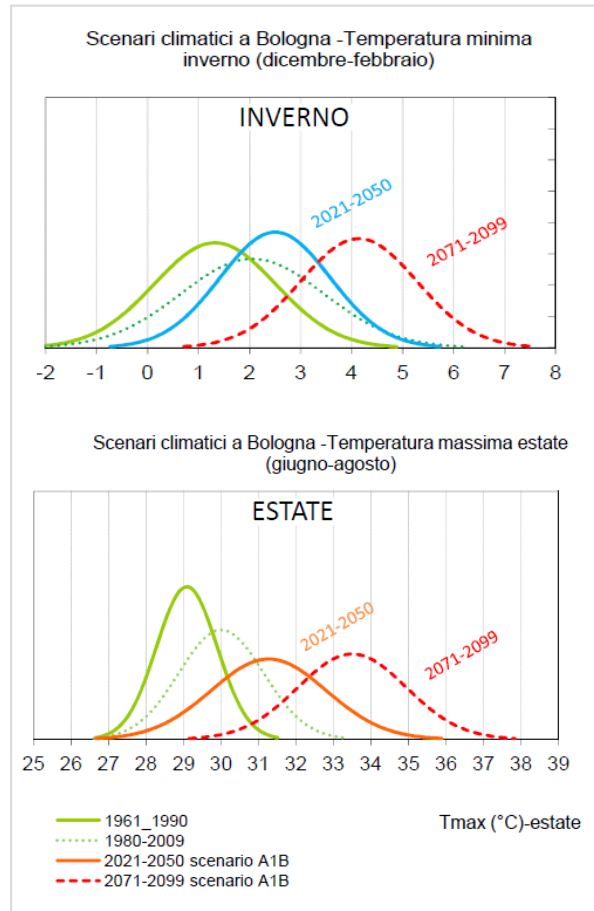 Scenari climatici a Bologna -Temperatura minima
inverno (dicembre-febbraio)
INVERNO
2021-2050
2071-2099
-2 -1 0 1 2 3 4 5 6 7 8
Scenari climatici a Bologna -Temperatura massima estate
(giugno-agosto)
ESTATE
2021-2050
2071-2099
25 26 27 28 29 30 31 32 33 34 35 36 37 38 39
1961_1990
Tmax (°C)-estate
1980-2009
2021-2050 scenario A1B
2071-2099 scenario A1B